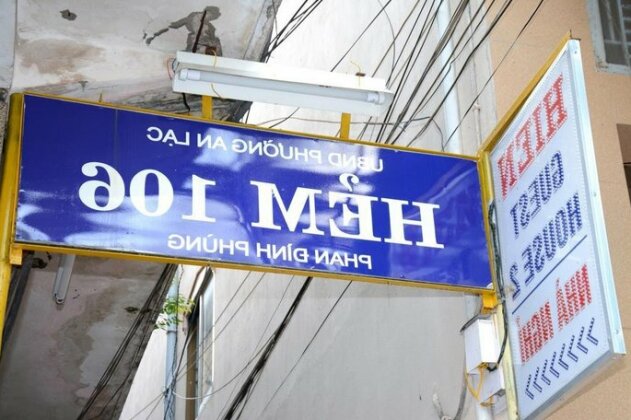 UBND PHƯỜNG AN LẠC
HẺM 106
PHAN ĐÌNH PHÙNG
HIEN
GUEST
HOUSE 2
NHÀ NGHỈ
<<<<<<<<